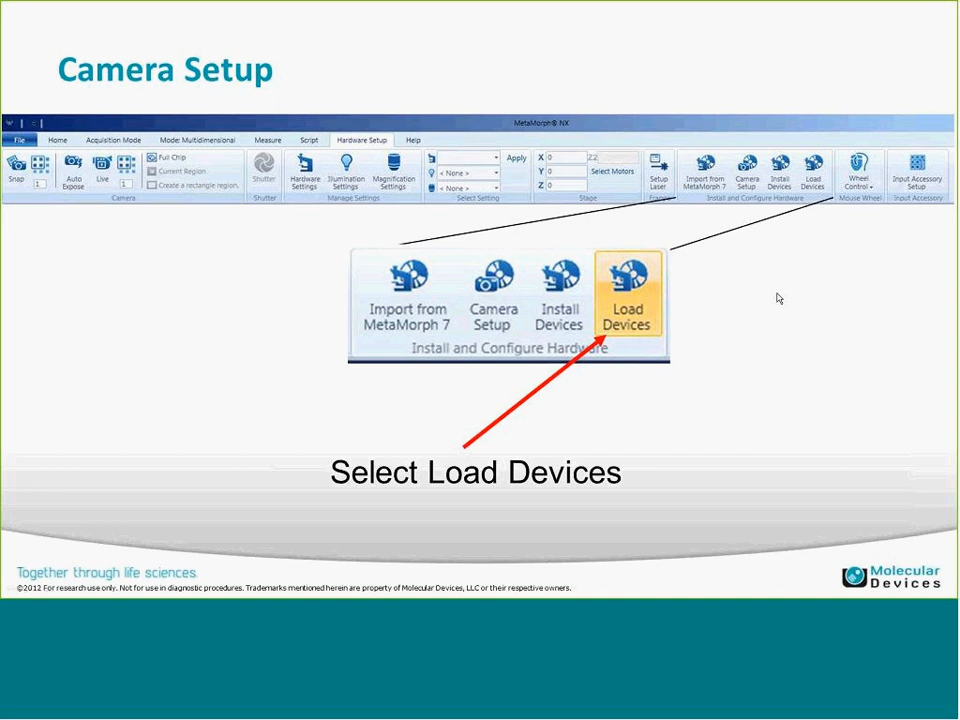 Camera Setup
MetaMorph® NX
File Home Acquisition Mode Mode: Multidimensional Measure Script Hardware Setup Help
Snap
1
Auto Expose
Live
1
Full Chip
Current Region
Create a rectangle region.
Camera
Shutter
Shutter
Hardware Settings
Illumination Settings
Magnification Settings
Manage Settings
Apply
< None >
< None >
Select Setting
X 0
Y 0
Z 0
Z2
Select Motors
Stage
Setup Laser
Import from MetaMorph 7
Camera Setup
Install Devices
Load Devices
Install and Configure Hardware
Wheel Control
Mouse Wheel
Input Accessory Setup
Input Accessory
Import from
MetaMorph 7
Camera
Setup
Install
Devices
Load
Devices
Install and Configure Hardware
Select Load Devices
Together through life sciences.
©2012 For research use only. Not for use in diagnostic procedures. Trademarks mentioned herein are property of Molecular Devices, LLC or their respective owners.
Molecular
Devices